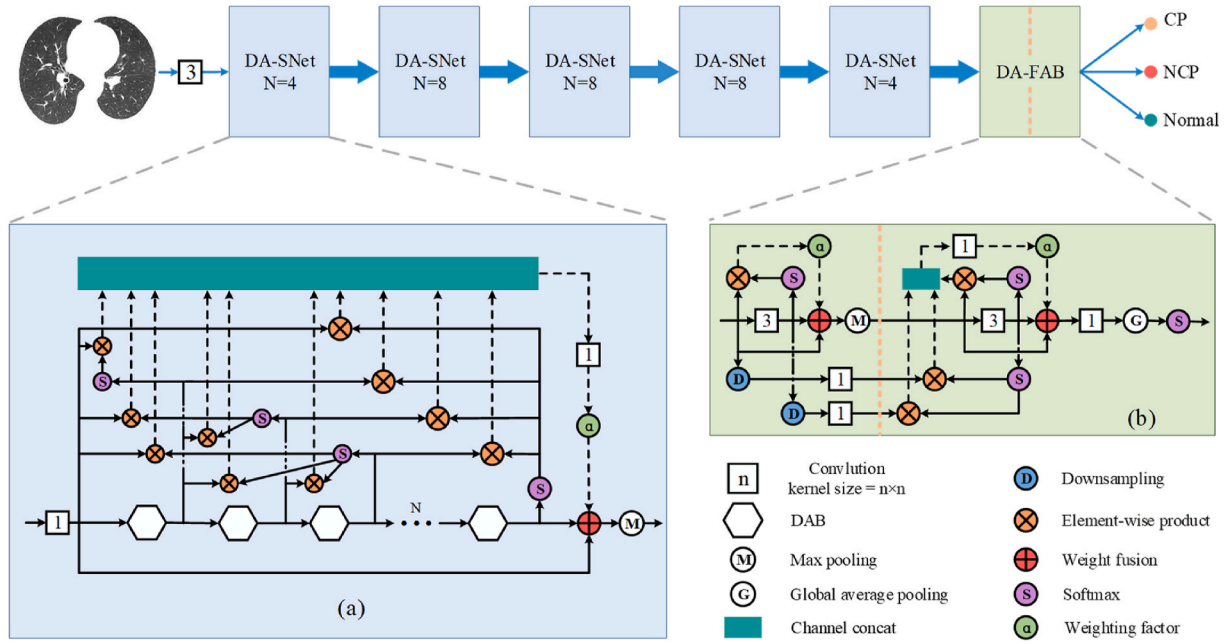 3
DA-SNet
N=4
DA-SNet
N=8
DA-SNet
N=8
DA-SNet
N=8
DA-SNet
N=4
DA-FAB
CP
NCP
Normal
S
S
S
S
1
α
1
N
M
(a)
α
S
3
M
D
1
D
1
1
α
S
3
1
G
S
S
(b)
n
Convlution
kernel size = n×n
DAB
M
Max pooling
G
Global average pooling
Channel concat
D
Downsampling
Element-wise product
Weight fusion
S
Softmax
α
Weighting factor